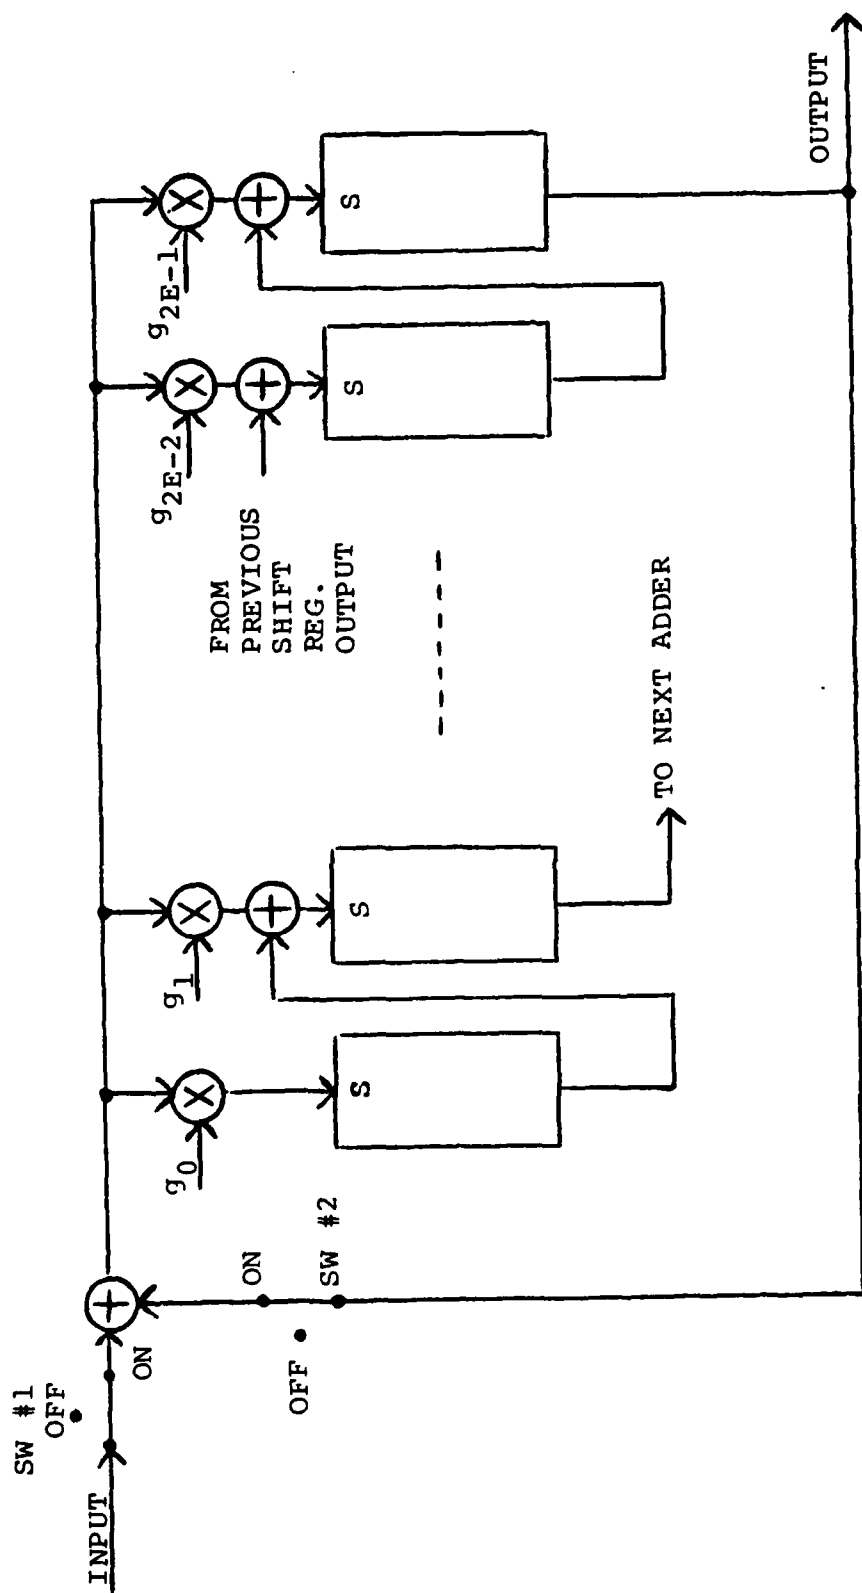 INPUT
SW #1
OFF
ON
ON
SW #2
OFF
g0
g1
g2E-2
g2E-1
S
S
S
S
FROM
PREVIOUS
SHIFT
REG.
OUTPUT
TO NEXT ADDER
OUTPUT